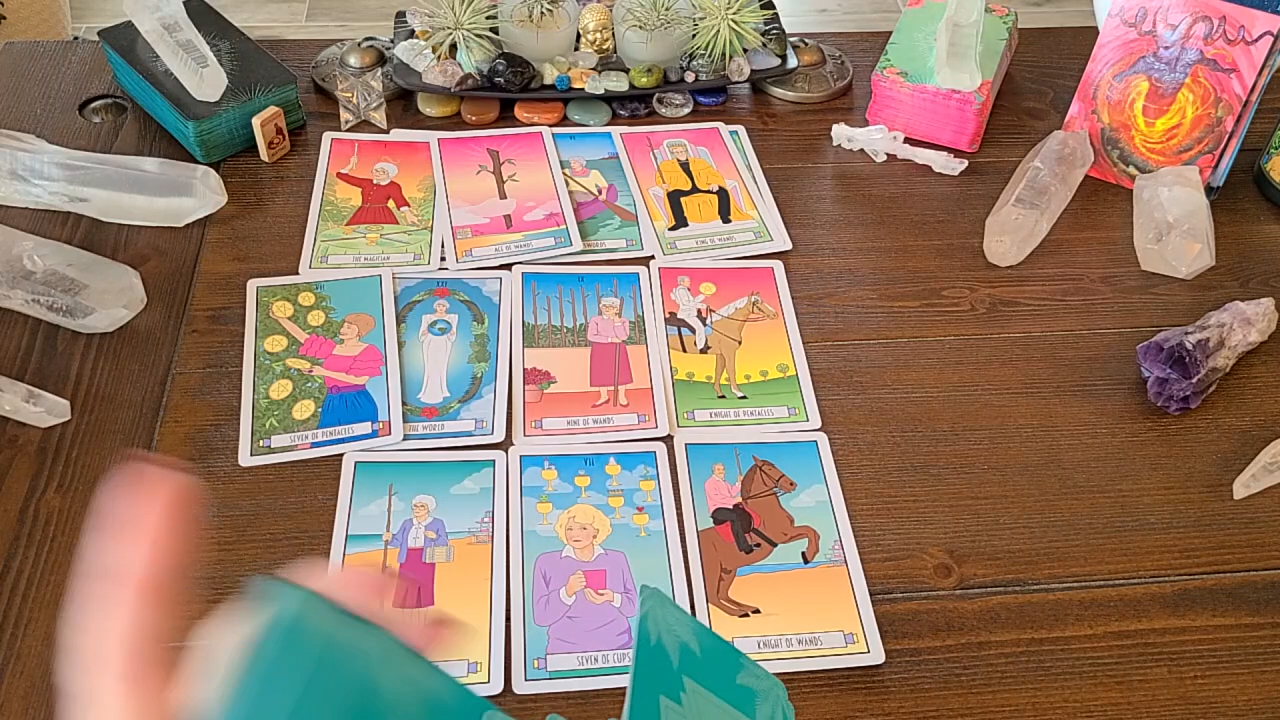 I
THE MAGICIAN
ACE OF WANDS
VI
SWORDS
KING OF WANDS
VII
SEVEN OF PENTACLES
XXI
THE WORLD
IX
NINE OF WANDS
KNIGHT OF PENTACLES
VII
SEVEN OF CUPS
KNIGHT OF WANDS